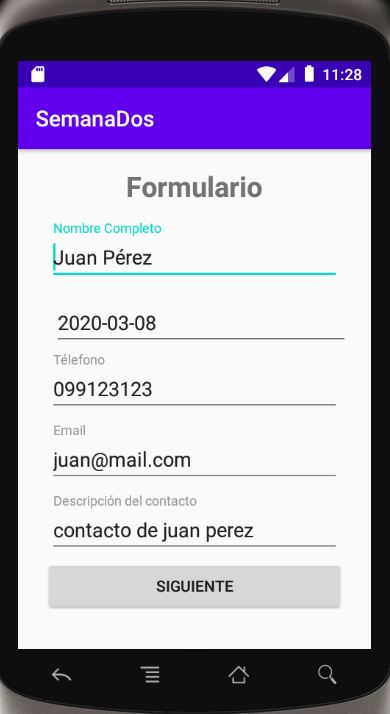 11:28
SemanaDos
Formulario
Nombre Completo
Juan Pérez
2020-03-08
Télefono
099123123
Email
juan@mail.com
Descripción del contacto
contacto de juan perez
SIGUIENTE